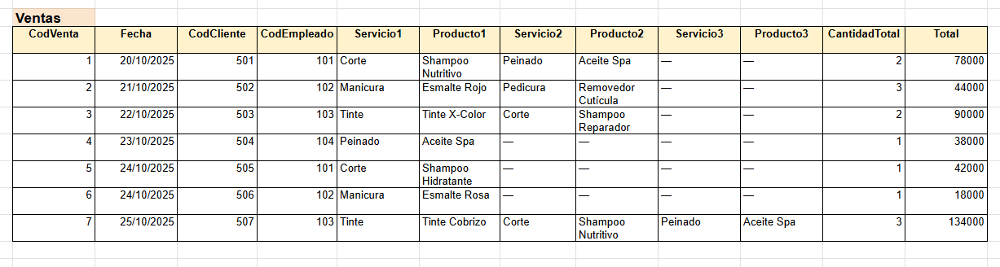 Ventas
CodVenta Fecha CodCliente CodEmpleado Servicio1 Producto1 Servicio2 Producto2 Servicio3 Producto3 CantidadTotal Total
1 20/10/2025 501 101 Corte Shampoo Nutritivo Peinado Aceite Spa — — 2 78000
2 21/10/2025 502 102 Manicura Esmalte Rojo Pedicura Removedor Cutícula — — 3 44000
3 22/10/2025 503 103 Tinte Tinte X-Color Corte Shampoo Reparador — — 2 90000
4 23/10/2025 504 104 Peinado Aceite Spa — — — — 1 38000
5 24/10/2025 505 101 Corte Shampoo Hidratante — — — — 1 42000
6 24/10/2025 506 102 Manicura Esmalte Rosa — — — — 1 18000
7 25/10/2025 507 103 Tinte Tinte Cobrizo Corte Shampoo Nutritivo Peinado Aceite Spa 3 134000